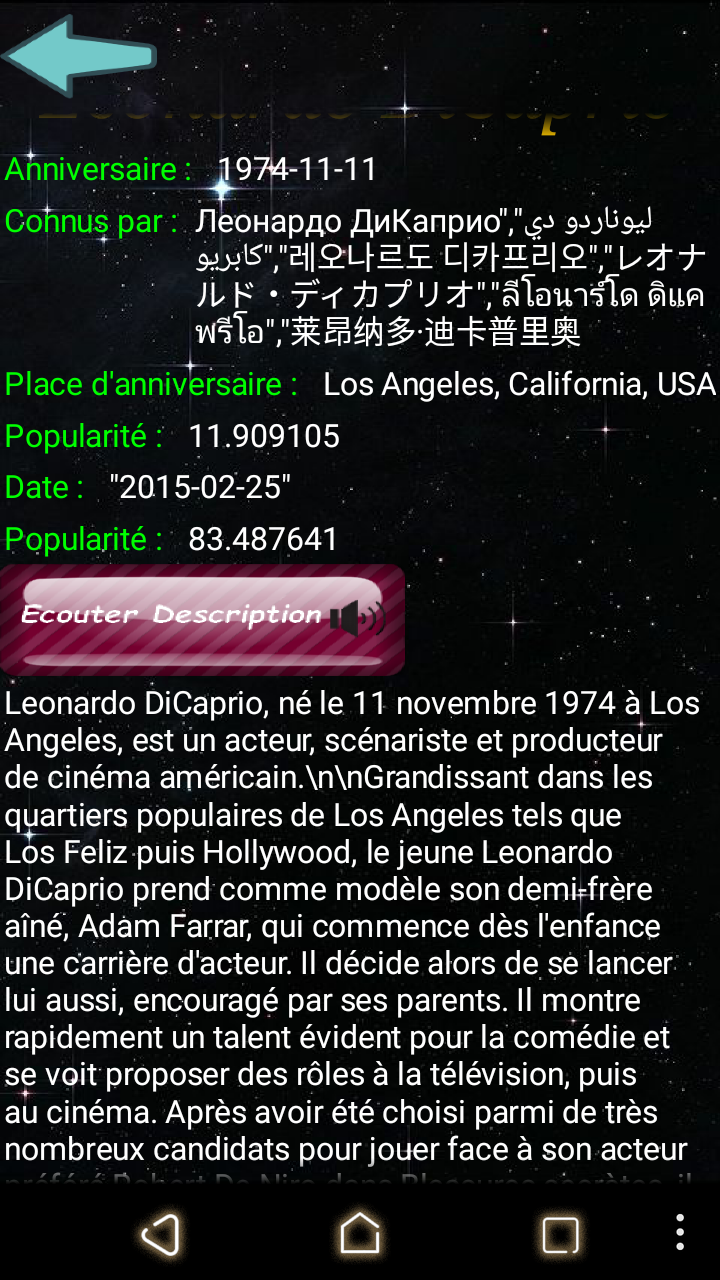 Anniversaire : 1974-11-11
Connus par : Леонардо ДиКаприо","ليوناردو دي
كابريو","레오나르도 디카프리오","レオナ
ルド・ディカプリオ","ลีโอนาร์โด ดิแค
พรีโอ","莱昂纳多·迪卡普里奥
Place d'anniversaire : Los Angeles, California, USA
Popularité : 11.909105
Date : "2015-02-25"
Popularité : 83.487641
Ecouter Description
Leonardo DiCaprio, né le 11 novembre 1974 à Los
Angeles, est un acteur, scénariste et producteur
de cinéma américain.\n\nGrandissant dans les
quartiers populaires de Los Angeles tels que
Los Feliz puis Hollywood, le jeune Leonardo
DiCaprio prend comme modèle son demi-frère
aîné, Adam Farrar, qui commence dès l'enfance
une carrière d'acteur. Il décide alors de se lancer
lui aussi, encouragé par ses parents. Il montre
rapidement un talent évident pour la comédie et
se voit proposer des rôles à la télévision, puis
au cinéma. Après avoir été choisi parmi de très
nombreux candidats pour jouer face à son acteur